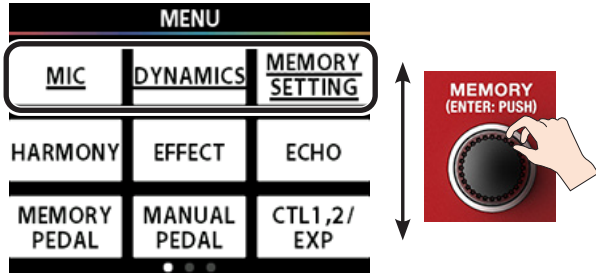 MENU
MIC
DYNAMICS
MEMORY
SETTING
HARMONY
EFFECT
ECHO
MEMORY
PEDAL
MANUAL
PEDAL
CTL1,2/
EXP
MEMORY
(ENTER: PUSH)